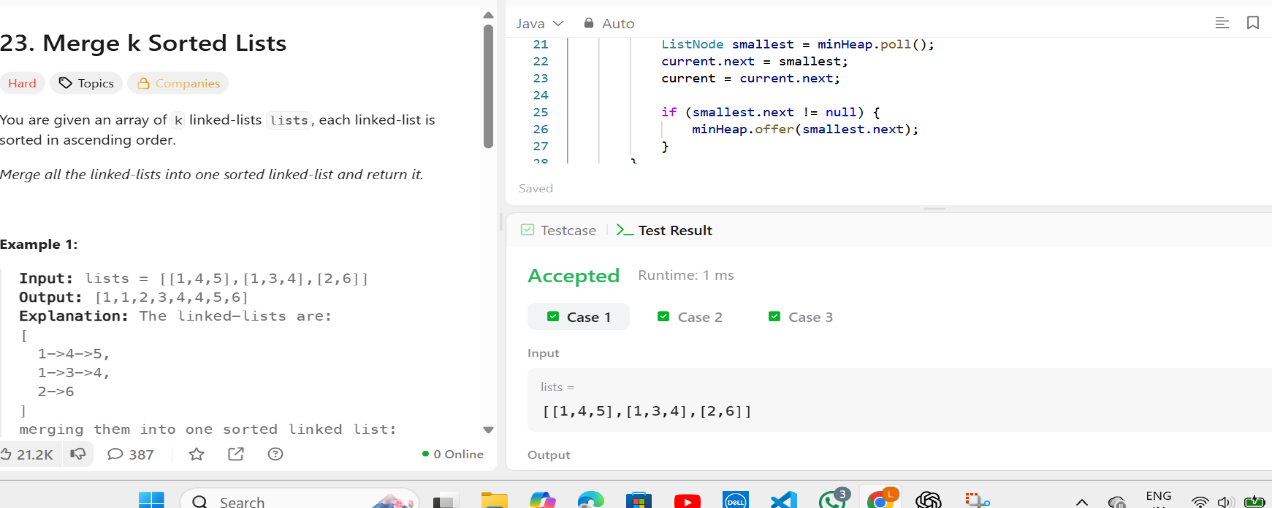 23. Merge k Sorted Lists
Hard Topics Companies
You are given an array of k linked-lists lists, each linked-list is
sorted in ascending order.
Merge all the linked-lists into one sorted linked-list and return it.
Example 1:
Input: lists = [[1,4,5],[1,3,4],[2,6]]
Output: [1,1,2,3,4,4,5,6]
Explanation: The linked-lists are:
[
1->4->5,
1->3->4,
2->6
]
merging them into one sorted linked list:
21.2K 387 0 Online
Java Auto
21 ListNode smallest = minHeap.poll();
22 current.next = smallest;
23 current = current.next;
24
25 if (smallest.next != null) {
26 minHeap.offer(smallest.next);
27 }
28 }
Saved
Testcase Test Result
Accepted Runtime: 1 ms
Case 1 Case 2 Case 3
Input
lists =
[[1,4,5],[1,3,4],[2,6]]
Output
Search DELL 3 L ENG